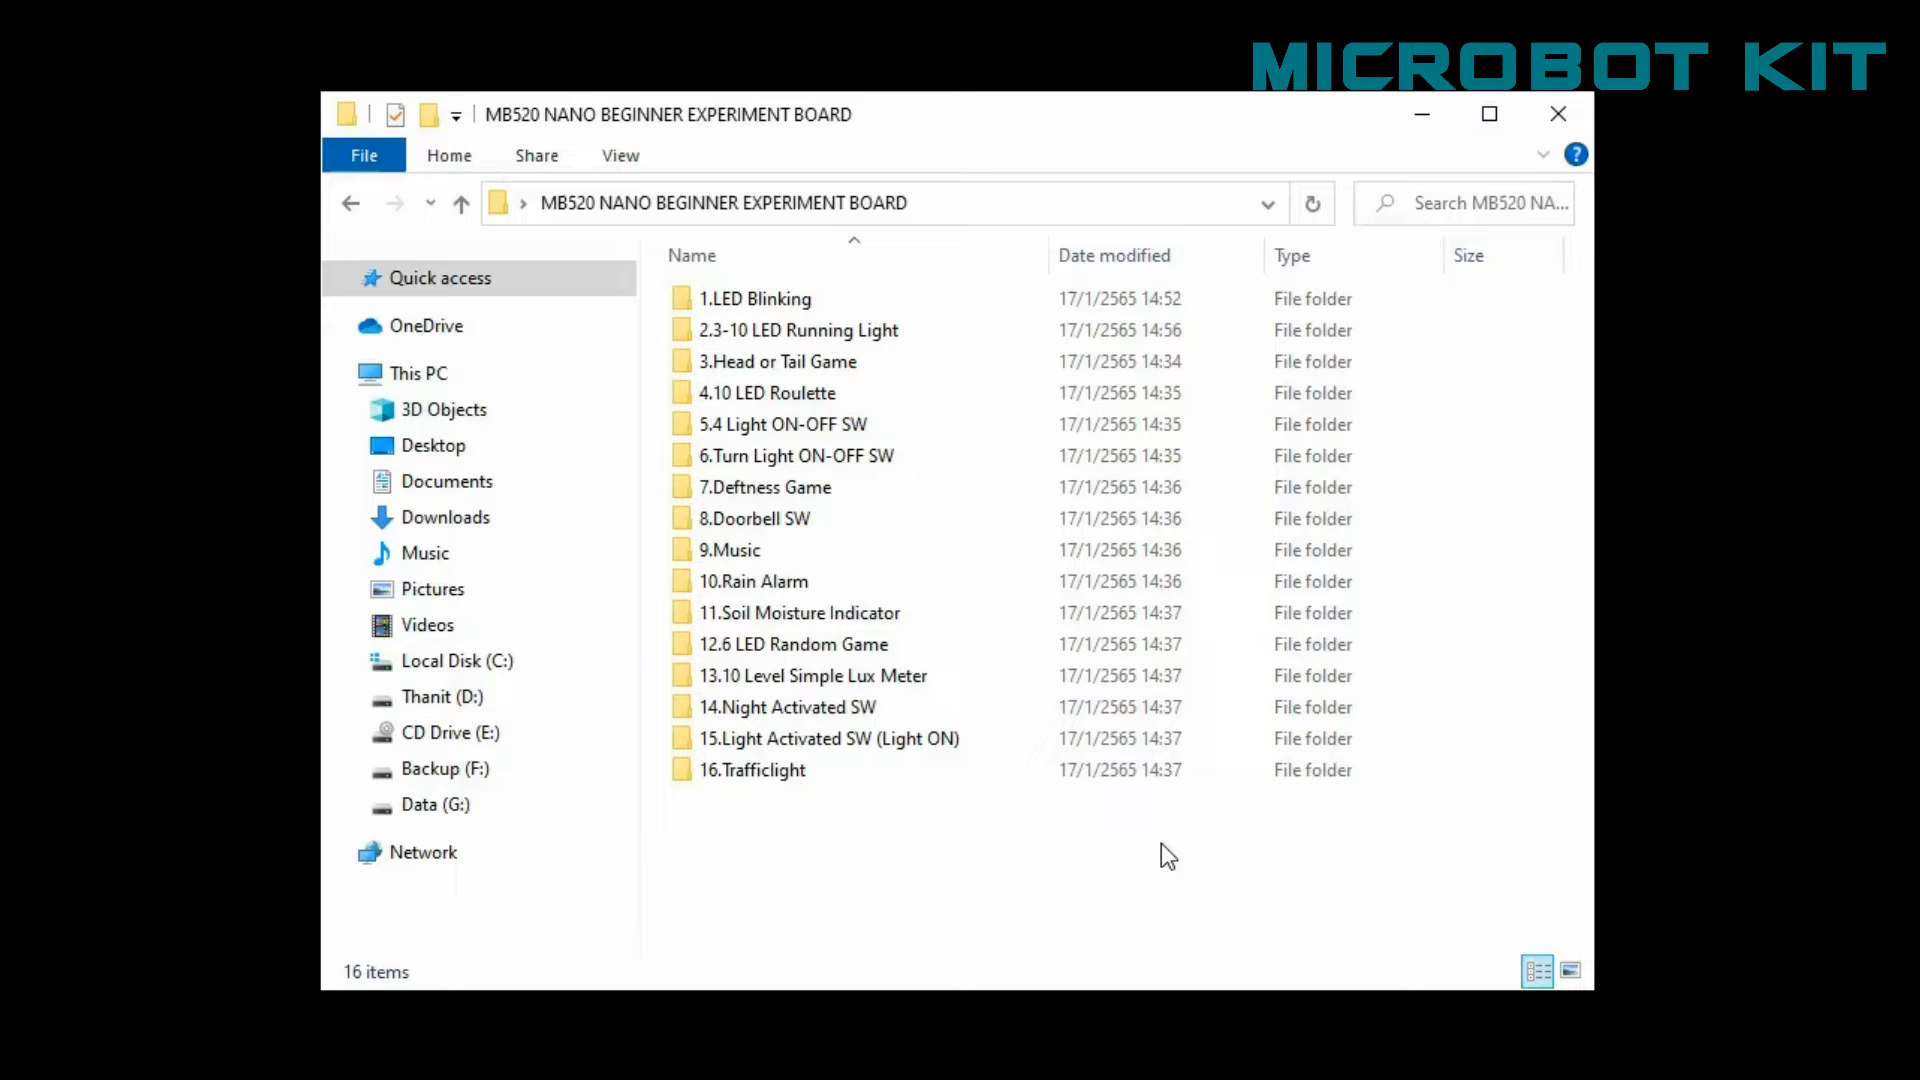 MICROBOT KIT
MB520 NANO BEGINNER EXPERIMENT BOARD
File Home Share View
MB520 NANO BEGINNER EXPERIMENT BOARD
Search MB520 NA...
Name Date modified Type Size
Quick access
OneDrive
This PC
3D Objects
Desktop
Documents
Downloads
Music
Pictures
Videos
Local Disk (C:)
Thanit (D:)
CD Drive (E:)
Backup (F:)
Data (G:)
Network
1.LED Blinking 17/1/2565 14:52 File folder
2.3-10 LED Running Light 17/1/2565 14:56 File folder
3.Head or Tail Game 17/1/2565 14:34 File folder
4.10 LED Roulette 17/1/2565 14:35 File folder
5.4 Light ON-OFF SW 17/1/2565 14:35 File folder
6.Turn Light ON-OFF SW 17/1/2565 14:35 File folder
7.Deftness Game 17/1/2565 14:36 File folder
8.Doorbell SW 17/1/2565 14:36 File folder
9.Music 17/1/2565 14:36 File folder
10.Rain Alarm 17/1/2565 14:36 File folder
11.Soil Moisture Indicator 17/1/2565 14:37 File folder
12.6 LED Random Game 17/1/2565 14:37 File folder
13.10 Level Simple Lux Meter 17/1/2565 14:37 File folder
14.Night Activated SW 17/1/2565 14:37 File folder
15.Light Activated SW (Light ON) 17/1/2565 14:37 File folder
16.Trafficlight 17/1/2565 14:37 File folder
16 items